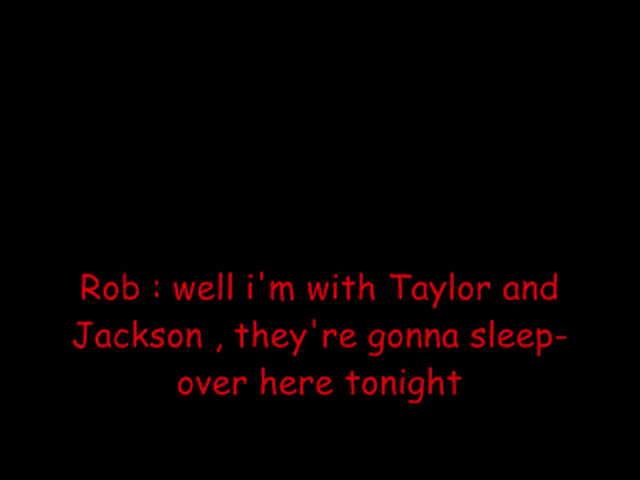 Rob : well i'm with Taylor and
Jackson , they're gonna sleep-
over here tonight